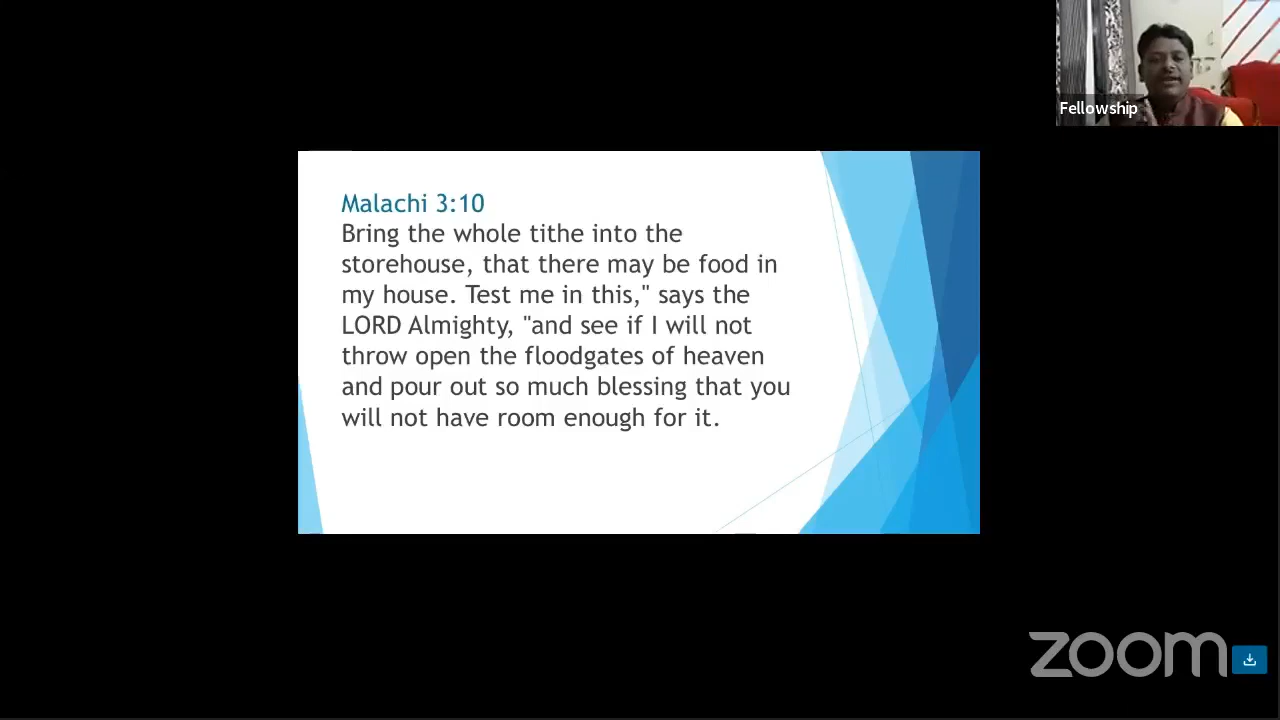 Fellowship
Malachi 3:10
Bring the whole tithe into the
storehouse, that there may be food in
my house. Test me in this," says the
LORD Almighty, "and see if I will not
throw open the floodgates of heaven
and pour out so much blessing that you
will not have room enough for it.
zoom